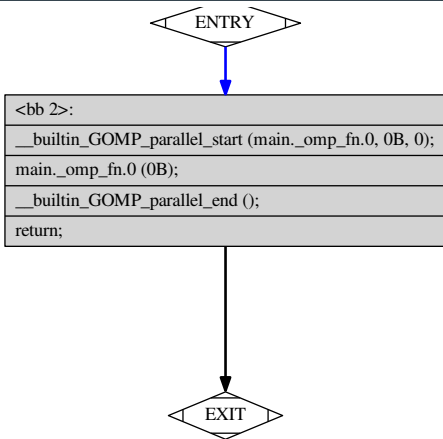 ENTRY
<bb 2>:
__builtin_GOMP_parallel_start (main._omp_fn.0, 0B, 0);
main._omp_fn.0 (0B);
__builtin_GOMP_parallel_end ();
return;
EXIT